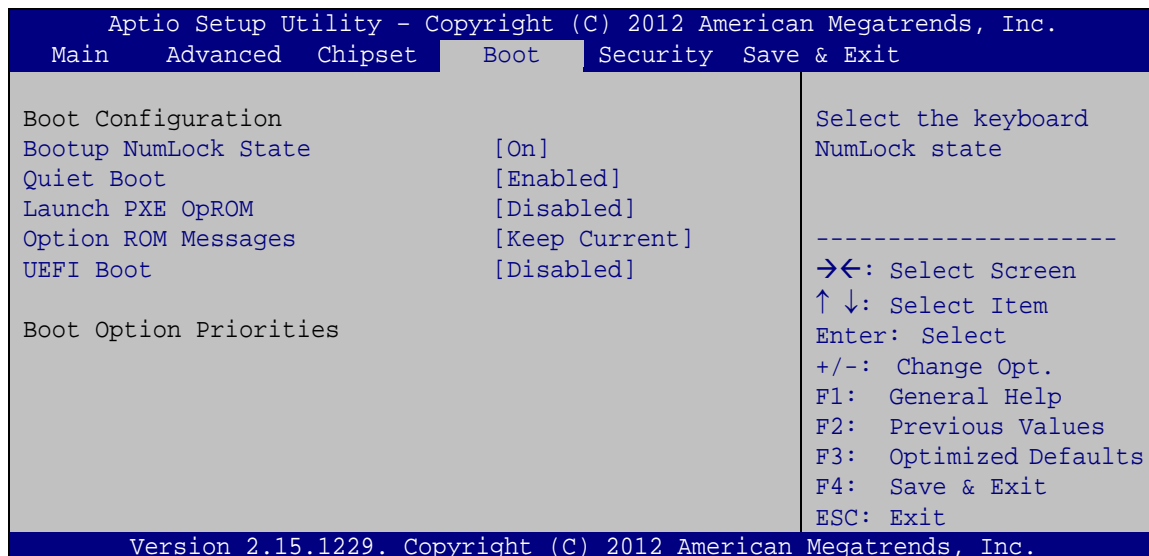 Aptio Setup Utility – Copyright (C) 2012 American Megatrends, Inc.
Main Advanced Chipset Boot Security Save & Exit
Boot Configuration
Bootup NumLock State [On]
Quiet Boot [Enabled]
Launch PXE OpROM [Disabled]
Option ROM Messages [Keep Current]
UEFI Boot [Disabled]
Boot Option Priorities
Select the keyboard
NumLock state
---------------------
→←: Select Screen
↑ ↓: Select Item
Enter: Select
+/-: Change Opt.
F1: General Help
F2: Previous Values
F3: Optimized Defaults
F4: Save & Exit
ESC: Exit
Version 2.15.1229. Copyright (C) 2012 American Megatrends, Inc.